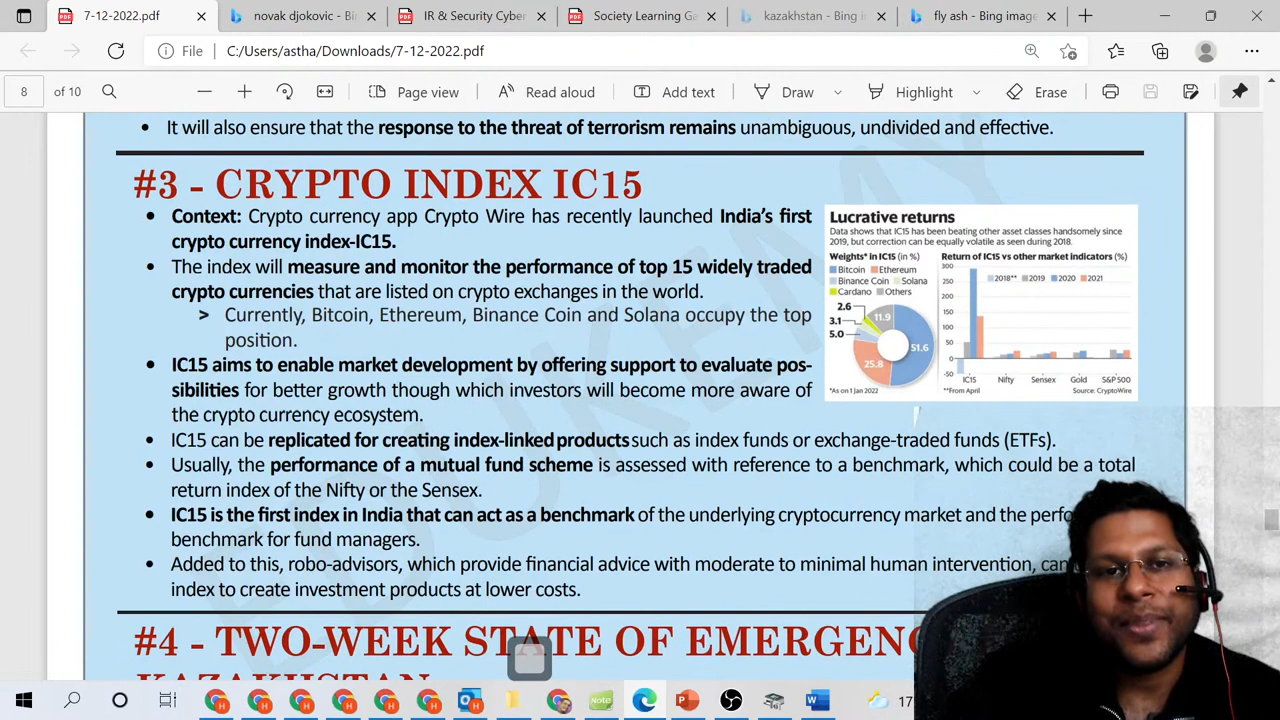 7-12-2022.pdf
novak djokovic - Bi
IR & Security Cyber
Society Learning Ga
kazakhstan - Bing i
fly ash - Bing image
File
C:/Users/astha/Downloads/7-12-2022.pdf
8 of 10
Page view
Read aloud
Add text
Draw
Highlight
Erase
• It will also ensure that the response to the threat of terrorism remains unambiguous, undivided and effective.
#3 - CRYPTO INDEX IC15
• Context: Crypto currency app Crypto Wire has recently launched India's first
crypto currency index-IC15.
• The index will measure and monitor the performance of top 15 widely traded
crypto currencies that are listed on crypto exchanges in the world.
➤ Currently, Bitcoin, Ethereum, Binance Coin and Solana occupy the top
position.
• IC15 aims to enable market development by offering support to evaluate pos-
sibilities for better growth though which investors will become more aware of
the crypto currency ecosystem.
Lucrative returns
Data shows that IC15 has been beating other asset classes handsomely since
2019, but correction can be equally volatile as seen during 2018.
Weights* in IC15 (in %)
Bitcoin Ethereum
Binance Coin Solana
Cardano Others
2.6
3.1
5.0
11.9
51.6
25.8
*As on 1 Jan 2022
Return of IC15 vs other market indicators (%)
300
2018** 2019 2020 2021
250
200
150
100
50
0
-50
IC15 Nifty Sensex Gold S&P 500
**From April
Source: CryptoWire
• IC15 can be replicated for creating index-linked products such as index funds or exchange-traded funds (ETFs).
• Usually, the performance of a mutual fund scheme is assessed with reference to a benchmark, which could be a total
return index of the Nifty or the Sensex.
• IC15 is the first index in India that can act as a benchmark of the underlying cryptocurrency market and the perfo
benchmark for fund managers.
• Added to this, robo-advisors, which provide financial advice with moderate to minimal human intervention, can
index to create investment products at lower costs.
#4 - TWO-WEEK STATE OF EMERGENC
KAZAKHSTAN
EDUKEMY
Note
17